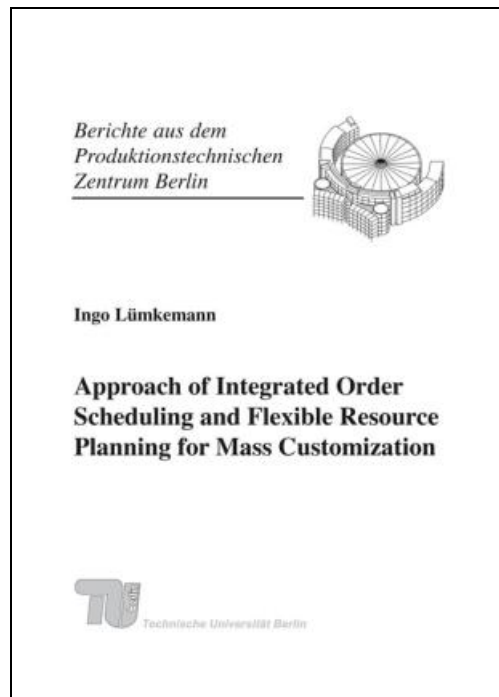 Berichte aus dem
Produktionstechnischen
Zentrum Berlin
Ingo Lümkemann
Approach of Integrated Order
Scheduling and Flexible Resource
Planning for Mass Customization
TU
Technische Universität Berlin